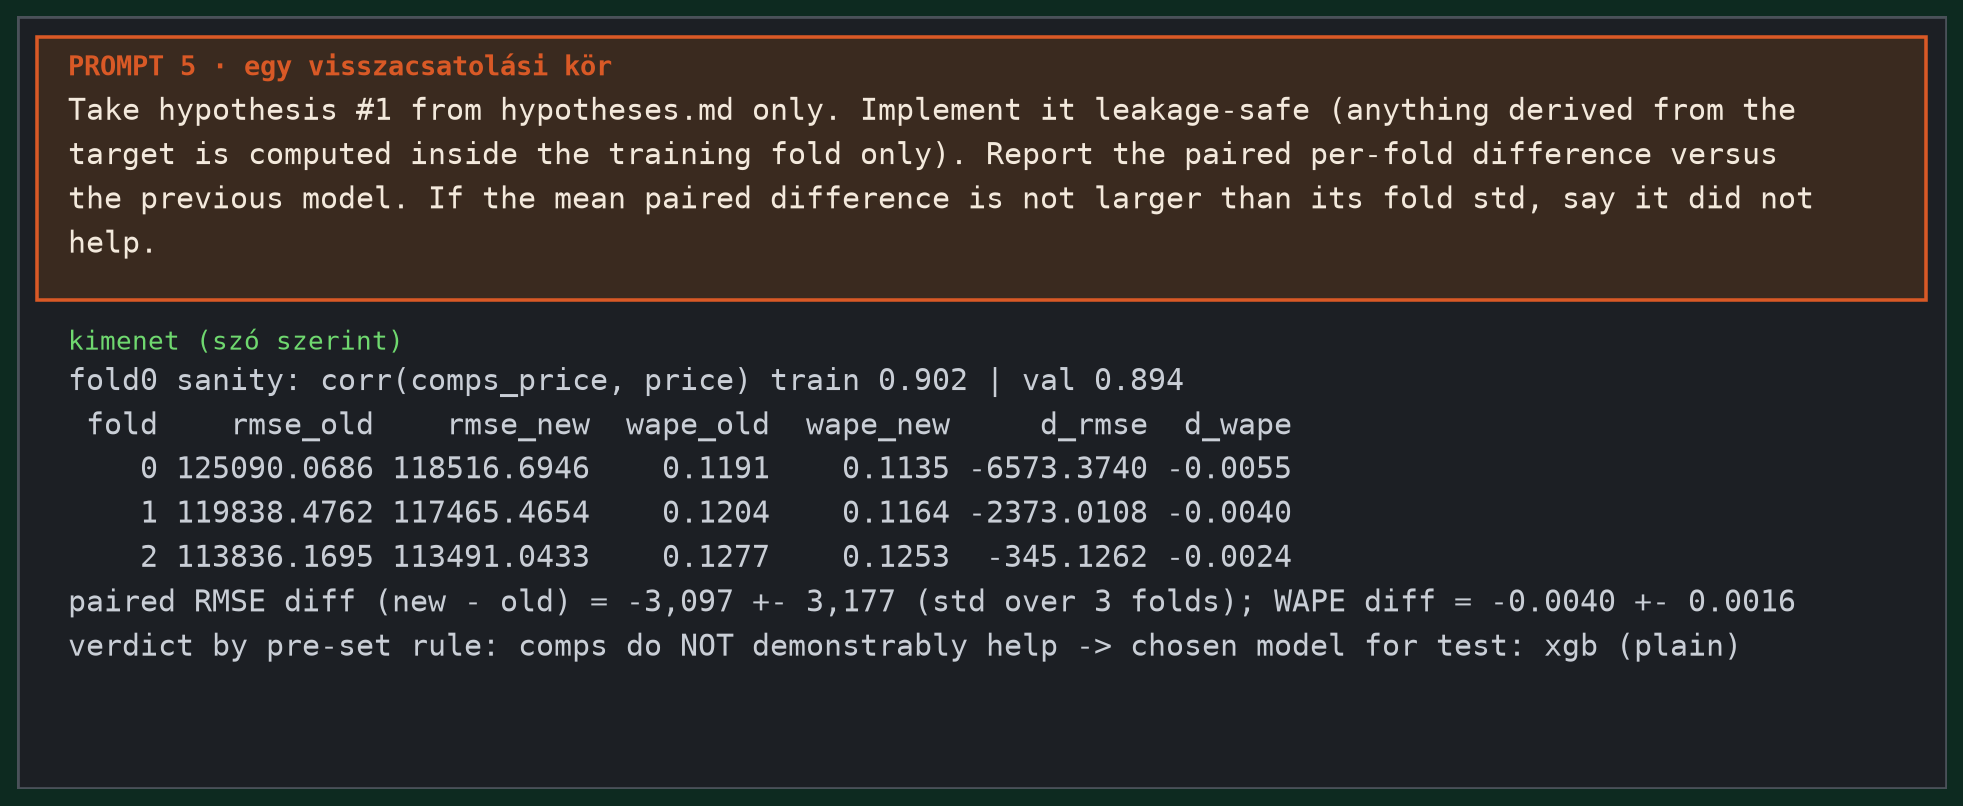 PROMPT 5 · egy visszacsatolási kör
Take hypothesis #1 from hypotheses.md only. Implement it leakage-safe (anything derived from the
target is computed inside the training fold only). Report the paired per-fold difference versus
the previous model. If the mean paired difference is not larger than its fold std, say it did not
help.
kimenet (szó szerint)
fold0 sanity: corr(comps_price, price) train 0.902 | val 0.894
fold    rmse_old    rmse_new  wape_old  wape_new     d_rmse  d_wape
0 125090.0686 118516.6946    0.1191    0.1135 -6573.3740 -0.0055
1 119838.4762 117465.4654    0.1204    0.1164 -2373.0108 -0.0040
2 113836.1695 113491.0433    0.1277    0.1253  -345.1262 -0.0024
paired RMSE diff (new - old) = -3,097 +- 3,177 (std over 3 folds); WAPE diff = -0.0040 +- 0.0016
verdict by pre-set rule: comps do NOT demonstrably help -> chosen model for test: xgb (plain)